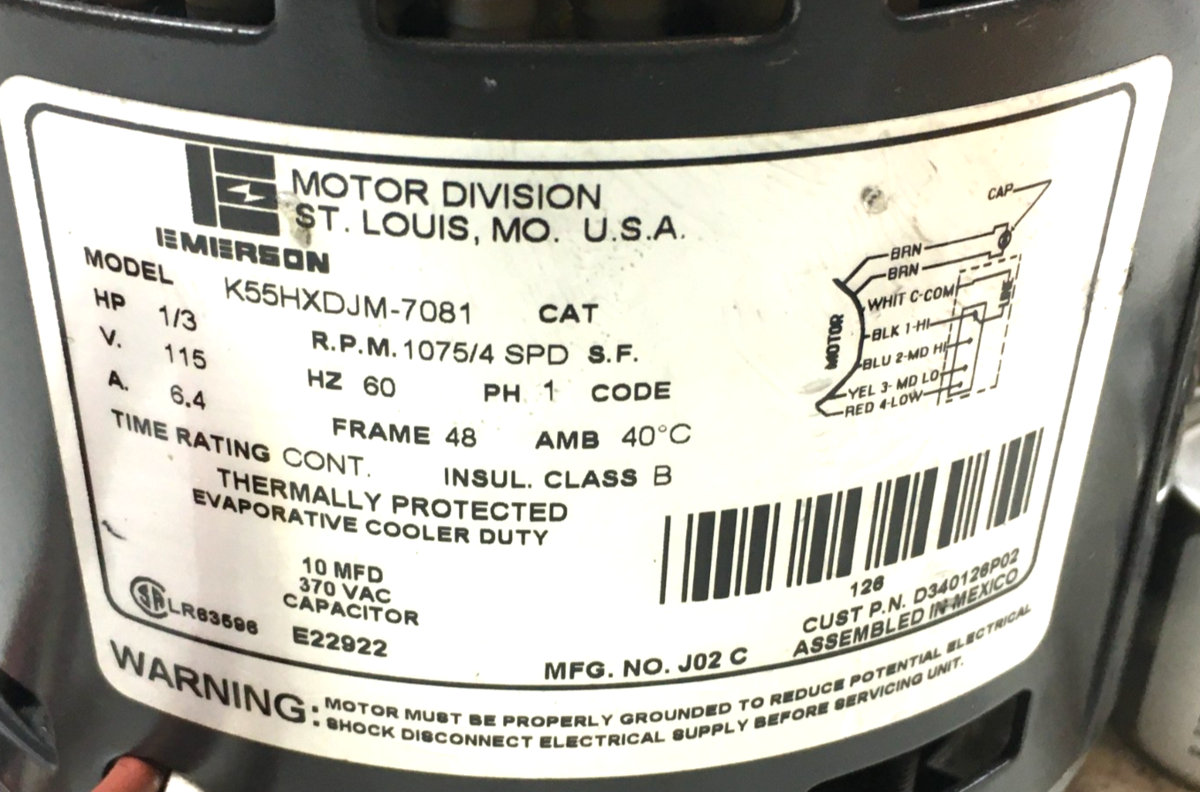 MOTOR DIVISION
ST. LOUIS, MO. U.S.A.
EMERSON
MODEL K55HXDJM-7081 CAT
HP 1/3 R.P.M. 1075/4 SPD S.F.
V. 115 HZ 60 PH 1 CODE
A. 6.4 FRAME 48 AMB 40°C
TIME RATING CONT. INSUL. CLASS B
THERMALLY PROTECTED
EVAPORATIVE COOLER DUTY
10 MFD
370 VAC
CAPACITOR
SA LR63596 E22922
CAP
BRN
BRN
WHIT C-COM
LINE
BLK 1-HI
MOTOR
BLU 2-MD HI
YEL 3- MD LO
RED 4-LOW
126
CUST P.N. D340126P02
ASSEMBLED IN MEXICO
MFG. NO. J02 C
WARNING: MOTOR MUST BE PROPERLY GROUNDED TO REDUCE POTENTIAL ELECTRICAL
SHOCK DISCONNECT ELECTRICAL SUPPLY BEFORE SERVICING UNIT.